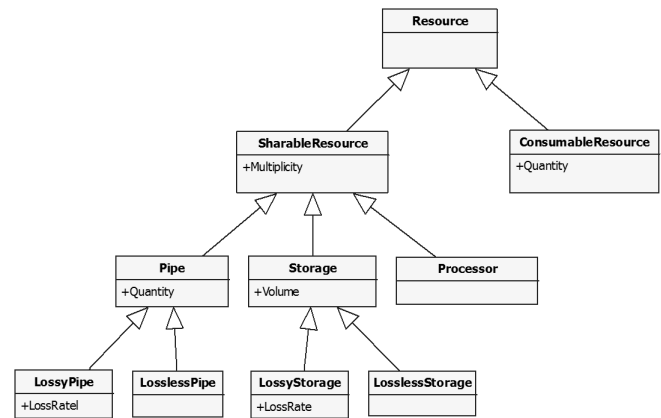 Resource
SharableResource
+Multiplicity
ConsumableResource
+Quantity
Pipe
+Quantity
Storage
+Volume
Processor
LossyPipe
+LossRatel
LosslessPipe
LossyStorage
+LossRate
LosslessStorage